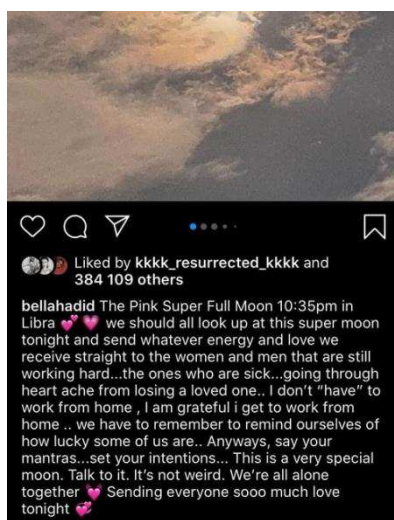 Liked by kkkk_resurrected_kkkk and
384 109 others
bellahadid The Pink Super Full Moon 10:35pm in
Libra 💕 💗 we should all look up at this super moon
tonight and send whatever energy and love we
receive straight to the women and men that are still
working hard...the ones who are sick...going through
heart ache from losing a loved one.. I don't “have” to
work from home , I am grateful i get to work from
home .. we have to remember to remind ourselves of
how lucky some of us are.. Anyways, say your
mantras...set your intentions... This is a very special
moon. Talk to it. It's not weird. We're all alone
together 💓 Sending everyone sooo much love
tonight 💞